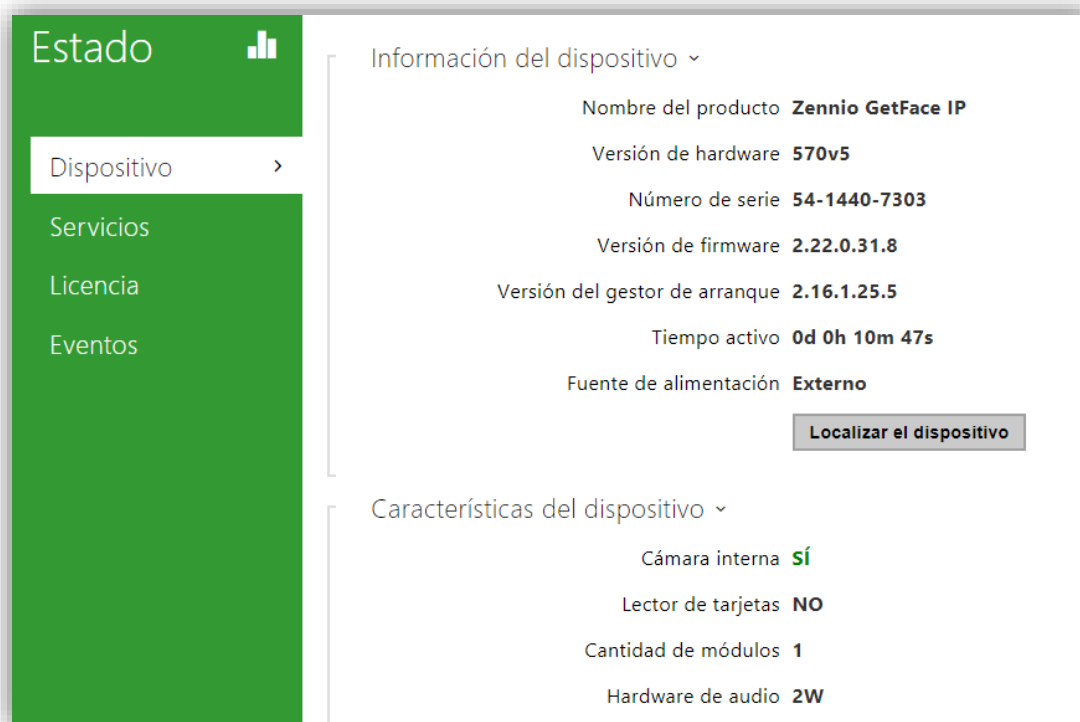 Estado
Dispositivo
Servicios
Licencia
Eventos
Información del dispositivo
Nombre del producto Zennio GetFace IP
Versión de hardware 570v5
Número de serie 54-1440-7303
Versión de firmware 2.22.0.31.8
Versión del gestor de arranque 2.16.1.25.5
Tiempo activo 0d 0h 10m 47s
Fuente de alimentación Externo
Localizar el dispositivo
Características del dispositivo
Cámara interna SÍ
Lector de tarjetas NO
Cantidad de módulos 1
Hardware de audio 2W